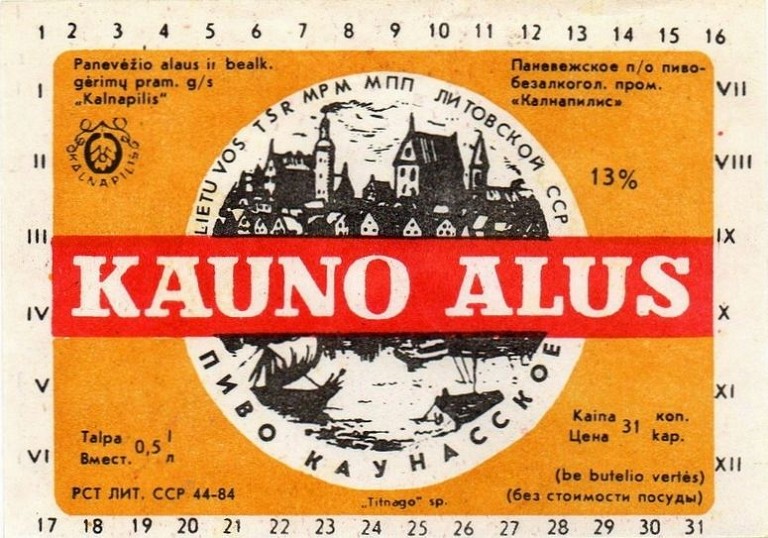 1 2 3 4 5 6 7 8 9 10 11 12 13 14 15 16
Panevėžio alaus ir bealk.
gėrimų pram. g/s
„Kalnapilis"
Паневежское п/о пиво-
безалкогол. пром.
«Калнапилис»
LIETUVOS TSR MPM МПП ЛИТОВСКОЙ ССР
KALNAPILIS
13%
I
II
III
IV
V
VI
VII
VIII
IX
X
XI
XII
KAUNO ALUS
ПИВО КАУНАССКОЕ
Talpa 0,5 l
Вмест. л
РСТ ЛИТ. ССР 44-84
Kaina 31 коп.
Цена kap.
(be butelio vertės)
(без стоимости посуды)
„Titnago" sp.
17 18 19 20 21 22 23 24 25 26 27 28 29 30 31